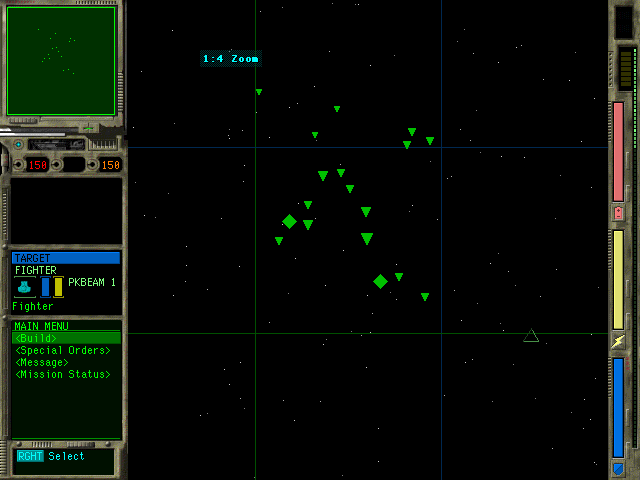 1:4 Zoom
150 150
TARGET
FIGHTER
PKBEAM 1
Fighter
MAIN MENU
<Build>
<Special Orders>
<Message>
<Mission Status>
RGHT Select